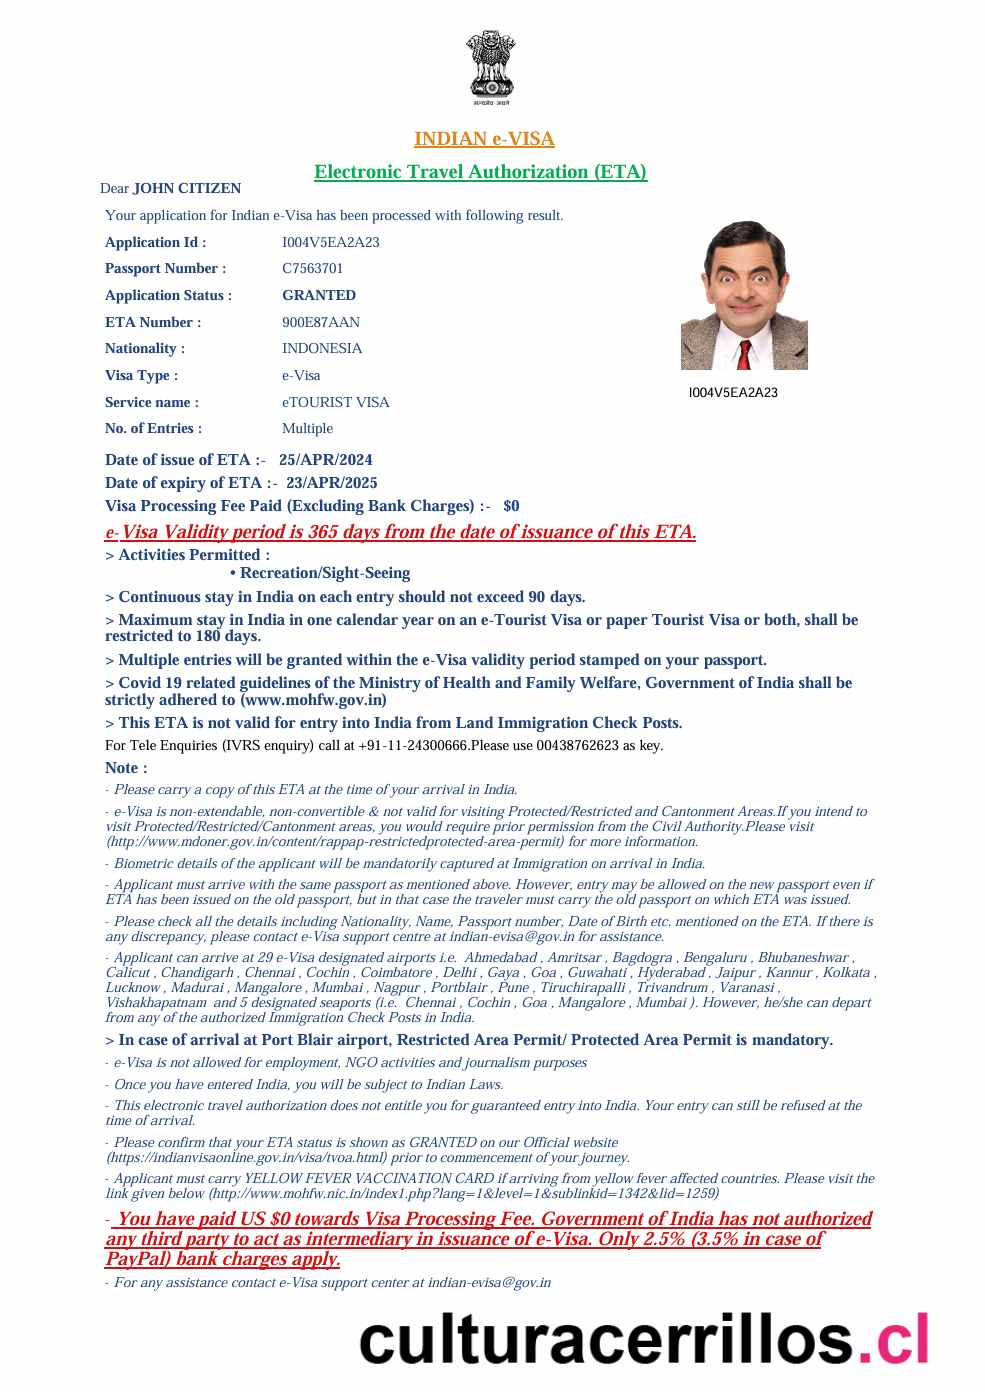 सत्यमेव जयते
INDIAN e-VISA
Electronic Travel Authorization (ETA)
Dear JOHN CITIZEN
Your application for Indian e-Visa has been processed with following result.
Application Id : I004V5EA2A23
Passport Number : C7563701
Application Status : GRANTED
ETA Number : 900E87AAN
Nationality : INDONESIA
Visa Type : e-Visa
I004V5EA2A23
Service name : eTOURIST VISA
No. of Entries : Multiple
Date of issue of ETA :- 25/APR/2024
Date of expiry of ETA :- 23/APR/2025
Visa Processing Fee Paid (Excluding Bank Charges) :- $0
e-Visa Validity period is 365 days from the date of issuance of this ETA.
> Activities Permitted :
• Recreation/Sight-Seeing
> Continuous stay in India on each entry should not exceed 90 days.
> Maximum stay in India in one calendar year on an e-Tourist Visa or paper Tourist Visa or both, shall be
restricted to 180 days.
> Multiple entries will be granted within the e-Visa validity period stamped on your passport.
> Covid 19 related guidelines of the Ministry of Health and Family Welfare, Government of India shall be
strictly adhered to (www.mohfw.gov.in)
> This ETA is not valid for entry into India from Land Immigration Check Posts.
For Tele Enquiries (IVRS enquiry) call at +91-11-24300666.Please use 00438762623 as key.
Note :
- Please carry a copy of this ETA at the time of your arrival in India.
- e-Visa is non-extendable, non-convertible & not valid for visiting Protected/Restricted and Cantonment Areas.If you intend to
visit Protected/Restricted/Cantonment areas, you would require prior permission from the Civil Authority.Please visit
(http://www.mdoner.gov.in/content/rappap-restrictedprotected-area-permit) for more information.
- Biometric details of the applicant will be mandatorily captured at Immigration on arrival in India.
- Applicant must arrive with the same passport as mentioned above. However, entry may be allowed on the new passport even if
ETA has been issued on the old passport, but in that case the traveler must carry the old passport on which ETA was issued.
- Please check all the details including Nationality, Name, Passport number, Date of Birth etc. mentioned on the ETA. If there is
any discrepancy, please contact e-Visa support centre at indian-evisa@gov.in for assistance.
- Applicant can arrive at 29 e-Visa designated airports i.e. Ahmedabad , Amritsar , Bagdogra , Bengaluru , Bhubaneshwar ,
Calicut , Chandigarh , Chennai , Cochin , Coimbatore , Delhi , Gaya , Goa , Guwahati , Hyderabad , Jaipur , Kannur , Kolkata ,
Lucknow , Madurai , Mangalore , Mumbai , Nagpur , Portblair , Pune , Tiruchirapalli , Trivandrum , Varanasi ,
Vishakhapatnam and 5 designated seaports (i.e. Chennai , Cochin , Goa , Mangalore , Mumbai ). However, he/she can depart
from any of the authorized Immigration Check Posts in India.
> In case of arrival at Port Blair airport, Restricted Area Permit/ Protected Area Permit is mandatory.
- e-Visa is not allowed for employment, NGO activities and journalism purposes
- Once you have entered India, you will be subject to Indian Laws.
- This electronic travel authorization does not entitle you for guaranteed entry into India. Your entry can still be refused at the
time of arrival.
- Please confirm that your ETA status is shown as GRANTED on our Official website
(https://indianvisaonline.gov.in/visa/tvoa.html) prior to commencement of your journey.
- Applicant must carry YELLOW FEVER VACCINATION CARD if arriving from yellow fever affected countries. Please visit the
link given below (http://www.mohfw.nic.in/index1.php?lang=1&level=1&sublinkid=1342&lid=1259)
- You have paid US $0 towards Visa Processing Fee. Government of India has not authorized
any third party to act as intermediary in issuance of e-Visa. Only 2.5% (3.5% in case of
PayPal) bank charges apply.
- For any assistance contact e-Visa support center at indian-evisa@gov.in
culturacerrillos.cl